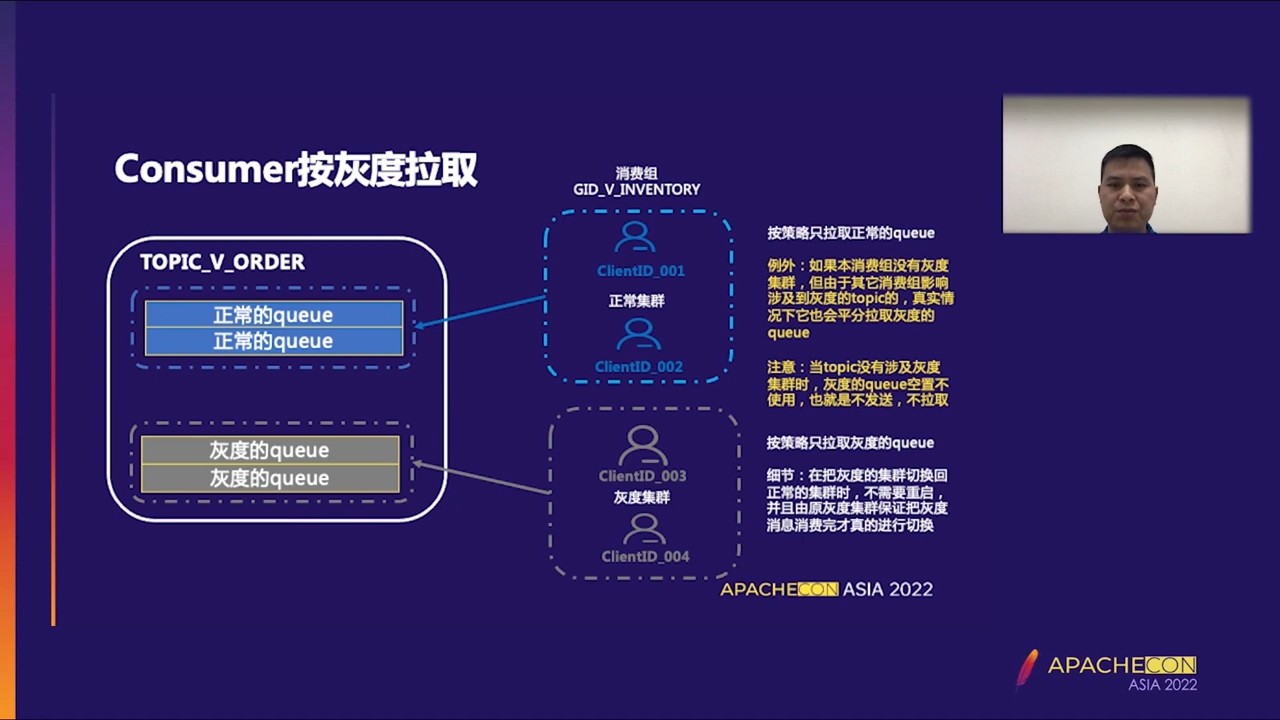 Consumer按灰度拉取
TOPIC_V_ORDER
正常的queue
正常的queue
灰度的queue
灰度的queue
消费组
GID_V_INVENTORY
ClientID_001
正常集群
ClientID_002
ClientID_003
灰度集群
ClientID_004
按策略只拉取正常的queue
例外：如果本消费组没有灰度
集群，但由于其它消费组影响
涉及到灰度的topic的，真实情
况下它也会平分拉取灰度的
queue
注意：当topic没有涉及灰度
集群时，灰度的queue空置不
使用，也就是不发送，不拉取
按策略只拉取灰度的queue
细节：在把灰度的集群切换回
正常的集群时，不需要重启，
并且由原灰度集群保证把灰度
消息消费完才真的进行切换
APACHECON ASIA 2022
APACHECON
ASIA 2022